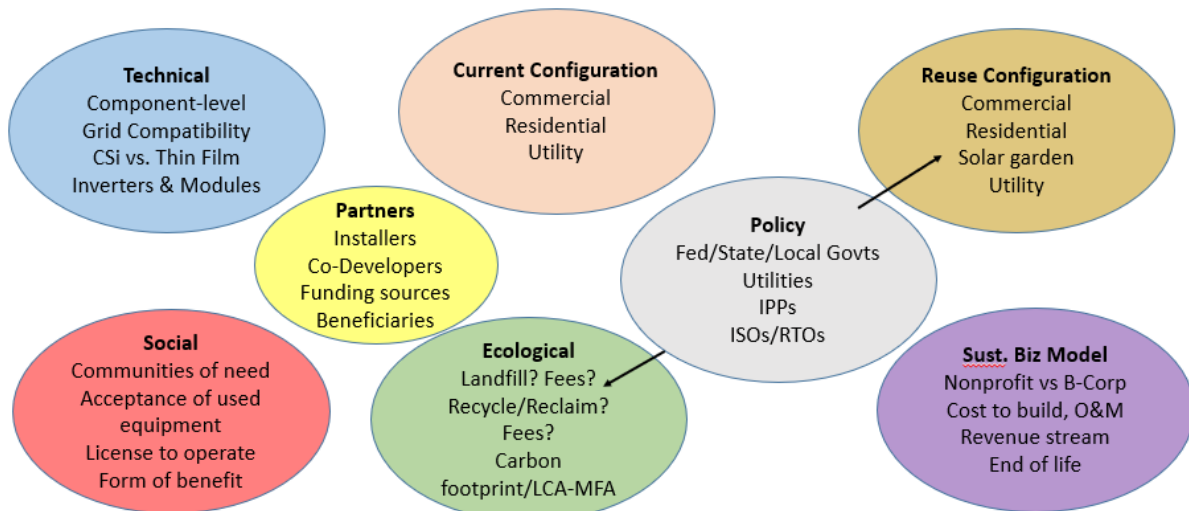 Technical
Component-level
Grid Compatibility
CSi vs. Thin Film
Inverters & Modules
Current Configuration
Commercial
Residential
Utility
Reuse Configuration
Commercial
Residential
Solar garden
Utility
Partners
Installers
Co-Developers
Funding sources
Beneficiaries
Policy
Fed/State/Local Govts
Utilities
IPPs
ISOs/RTOs
Social
Communities of need
Acceptance of used
equipment
License to operate
Form of benefit
Ecological
Landfill? Fees?
Recycle/Reclaim?
Fees?
Carbon
footprint/LCA-MFA
Sust. Biz Model
Nonprofit vs B-Corp
Cost to build, O&M
Revenue stream
End of life